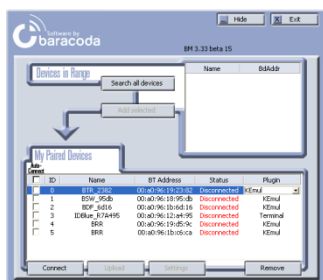 Hide
X Exit
Software by
baracoda
BM 3.33 beta 15
Devices in Range
Search all devices
Add selected
Name BdAddr
My Paired Devices
Auto-Connect
ID Name BT Address Status Plugin
0 BTR_2382 00:a0:96:19:23:82 Disconnected KEmul
1 BSW_95db 00:a0:96:18:95:db Disconnected KEmul
2 BDP_6d16 00:a0:96:1b:6d:16 Disconnected KEmul
3 IDBlue_R7A495 00:a0:96:12:a4:95 Disconnected Terminal
4 BRR 00:a0:96:19:d5:9c Disconnected KEmul
5 BRR 00:a0:96:1b:c6:ca Disconnected KEmul
Connect
Upload
Settings
Remove